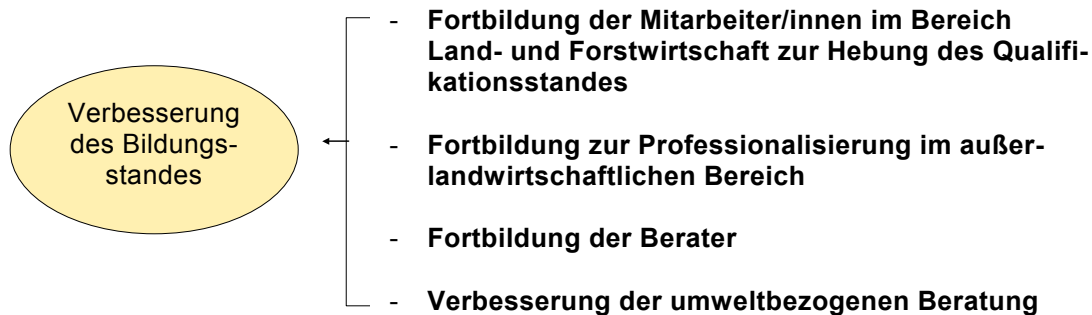 Verbesserung
des Bildungs-
standes
- Fortbildung der Mitarbeiter/innen im Bereich
Land- und Forstwirtschaft zur Hebung des Qualifi-
kationsstandes
- Fortbildung zur Professionalisierung im außer-
landwirtschaftlichen Bereich
- Fortbildung der Berater
- Verbesserung der umweltbezogenen Beratung